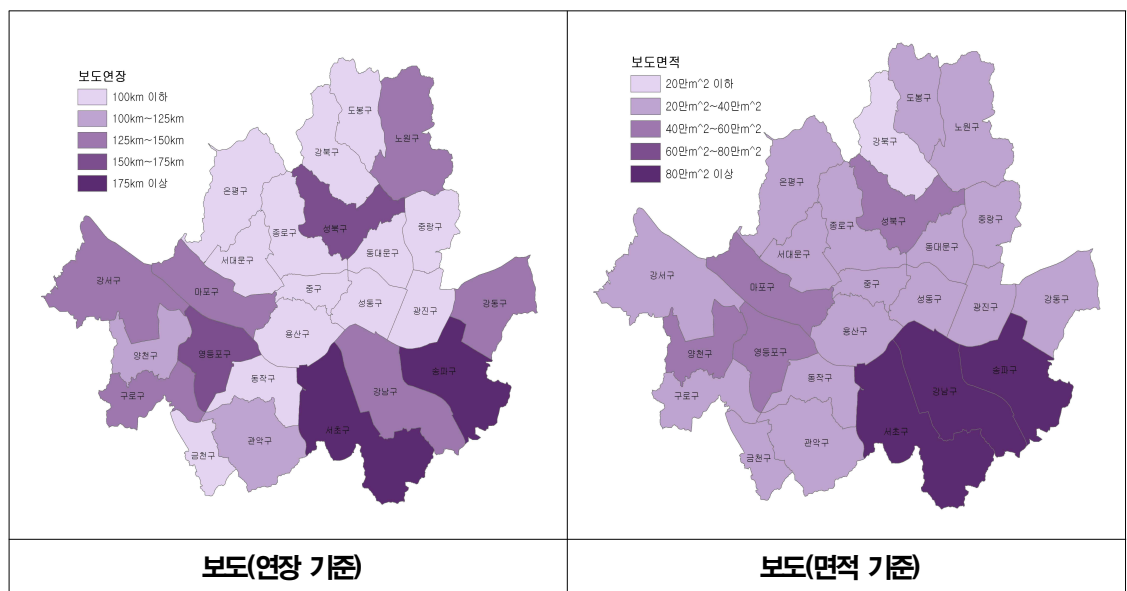 보도연장
100km 이하
100km~125km
125km~150km
150km~175km
175km 이상
도봉구
노원구
강북구
은평구
종로구
성북구
중랑구
서대문구
동대문구
강서구
마포구
중구
성동구
광진구
강동구
용산구
양천구
영등포구
송파구
구로구
동작구
강남구
서초구
관악구
금천구
보도(연장 기준)
보도면적
20만m^2 이하
20만m^2~40만m^2
40만m^2~60만m^2
60만m^2~80만m^2
80만m^2 이상
도봉구
노원구
강북구
은평구
종로구
성북구
중랑구
서대문구
동대문구
강서구
마포구
중구
성동구
광진구
강동구
용산구
양천구
영등포구
송파구
구로구
동작구
강남구
서초구
관악구
금천구
보도(면적 기준)